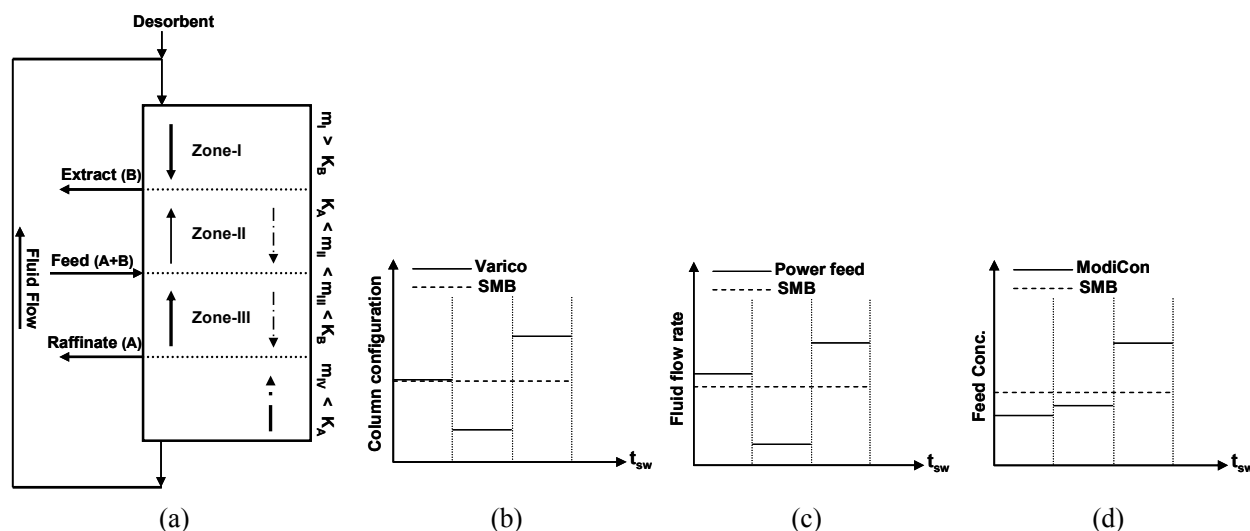 Desorbent
Zone-I
Extract (B)
Zone-II
Feed (A+B)
Zone-III
Raffinate (A)
Fluid Flow
m_I > K_B
K_A < m_II < m_III < K_B
m_IV < K_A
(a)
Varico
SMB
Column configuration
t_sw
(b)
Power feed
SMB
Fluid flow rate
t_sw
(c)
ModiCon
SMB
Feed Conc.
t_sw
(d)